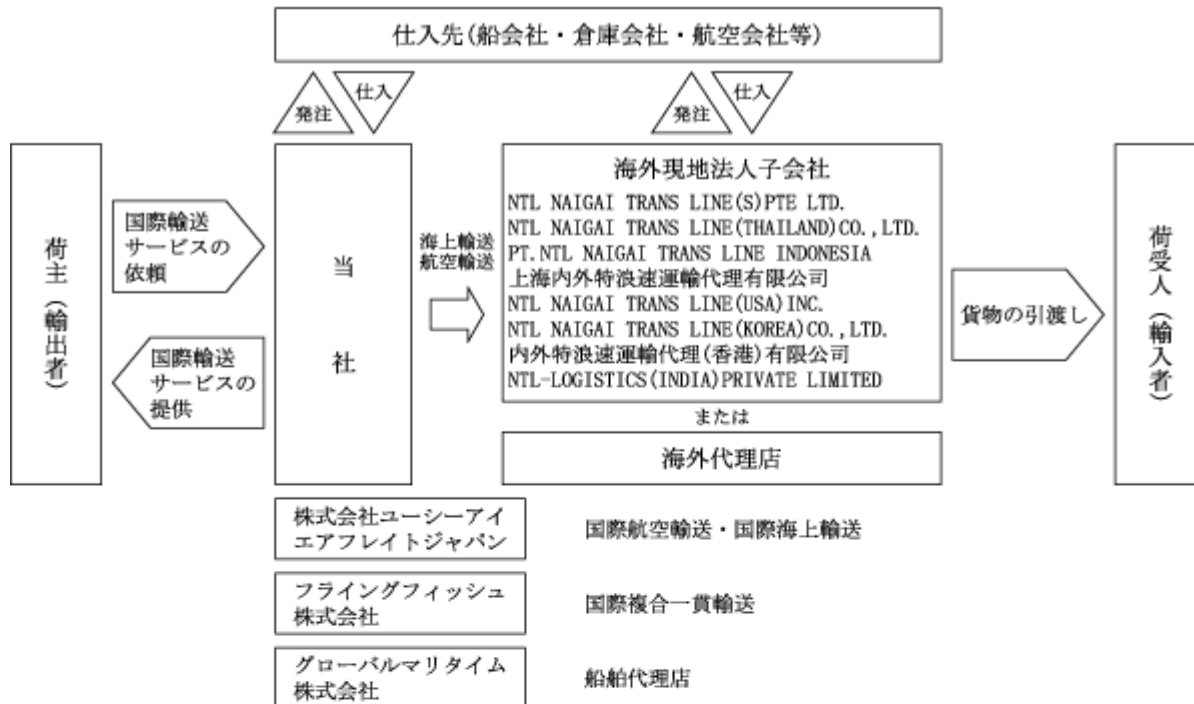 仕入先(船会社・倉庫会社・航空会社等)
発注
仕入
発注
仕入
荷主(輸出者)
国際輸送
サービスの
依頼
国際輸送
サービスの
提供
当社
海上輸送
航空輸送
海外現地法人子会社
NTL NAIGAI TRANS LINE(S)PTE LTD.
NTL NAIGAI TRANS LINE(THAILAND)CO.,LTD.
PT.NTL NAIGAI TRANS LINE INDONESIA
上海内外特浪速運輸代理有限公司
NTL NAIGAI TRANS LINE(USA)INC.
NTL NAIGAI TRANS LINE(KOREA)CO.,LTD.
内外特浪速運輸代理(香港)有限公司
NTL-LOGISTICS(INDIA)PRIVATE LIMITED
または
海外代理店
貨物の引渡し
荷受人(輸入者)
株式会社ユーシーアイ
エアフレイトジャパン
国際航空輸送・国際海上輸送
フライングフィッシュ
株式会社
国際複合一貫輸送
グローバルマリタイム
株式会社
船舶代理店